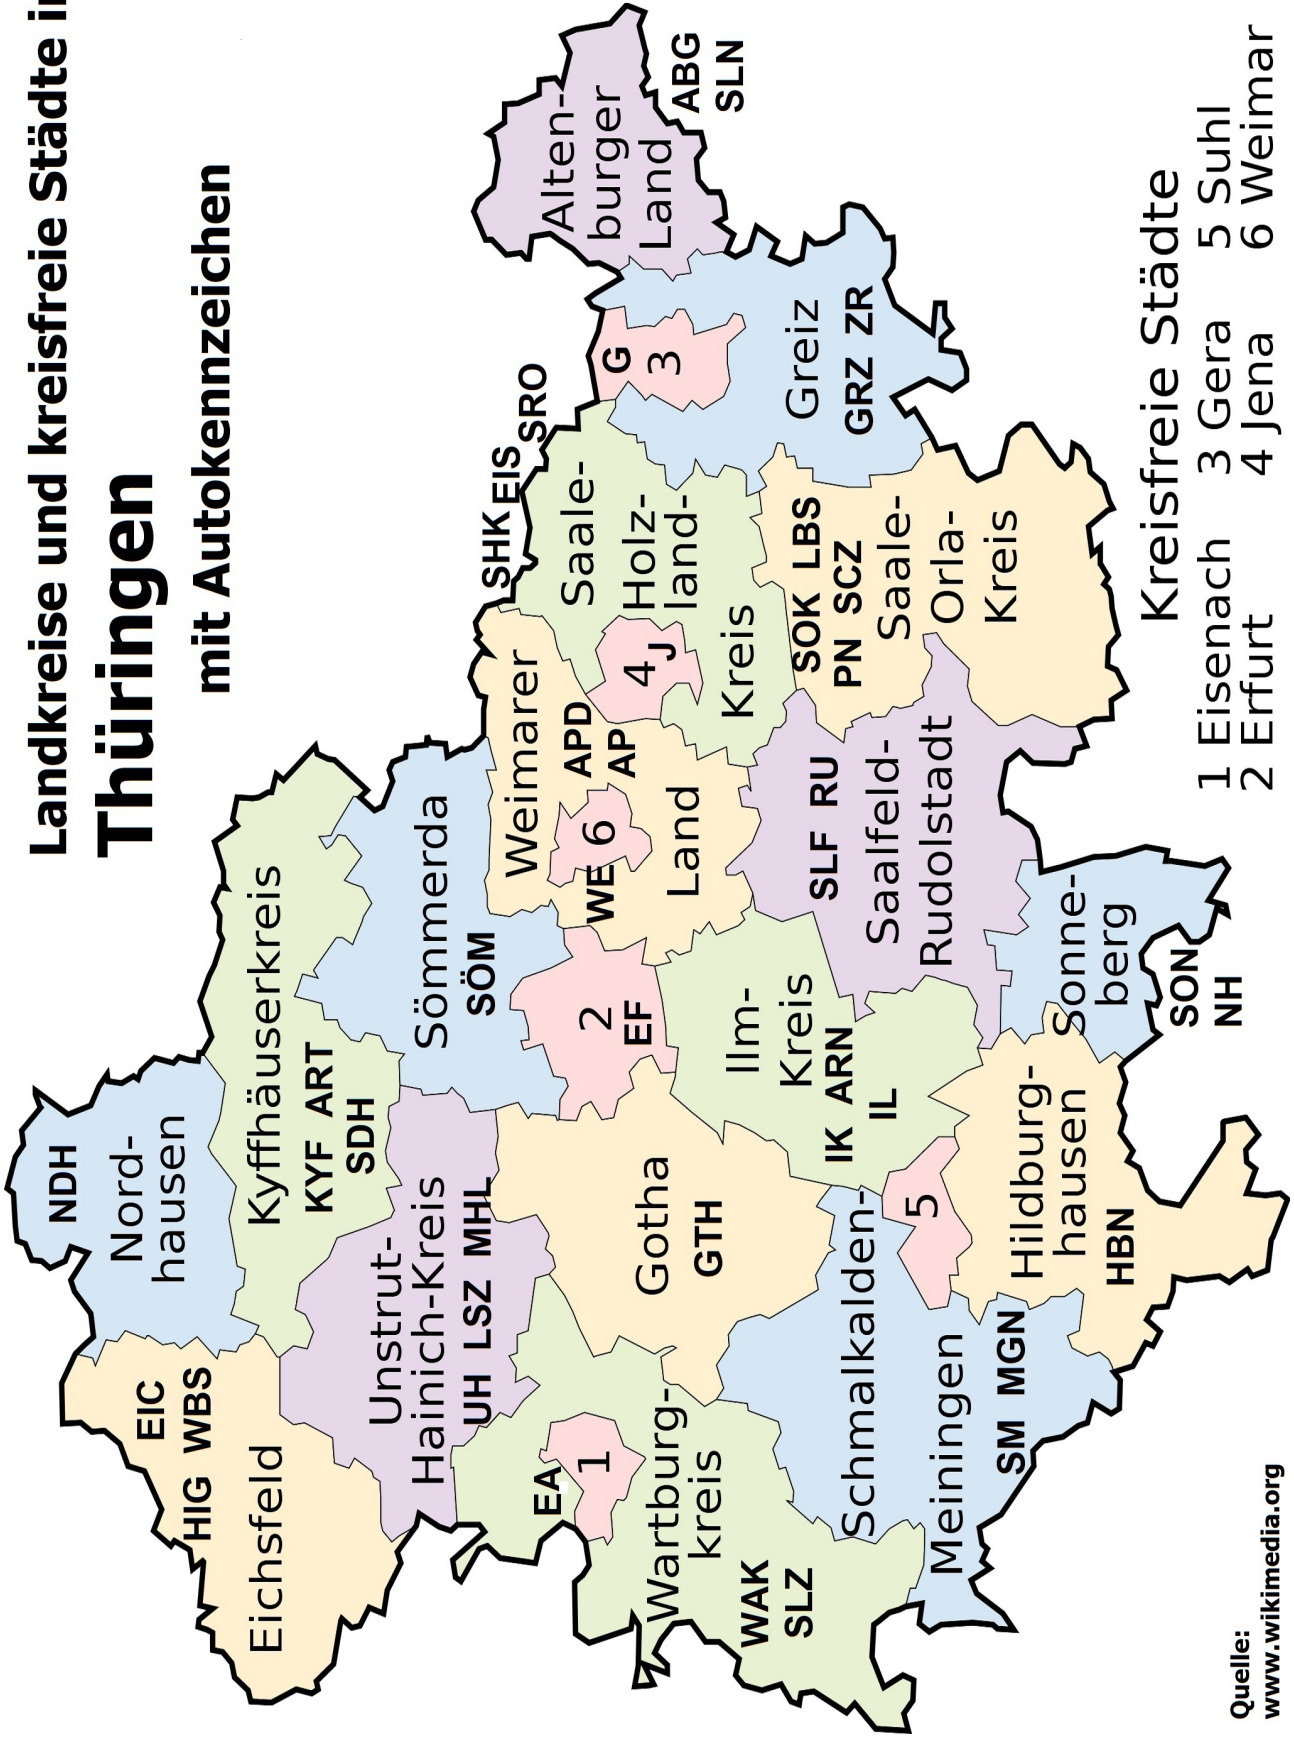 Landkreise und kreisfreie Städte i
Thüringen
mit Autokennzeichen
NDH
Nord-
hausen
EIC
HIG WBS
Eichsfeld
Kyffhäuserkreis
KYF ART
SDH
Unstrut-
Hainich-Kreis
UH LSZ MHL
Sömmerda
SÖM
Weimarer
APD
AP
WE 6
Land
SHK EIS SRO
Saale-
Holz-
land-
Kreis
4 J
G
3
Alten-
burger
Land
ABG
SLN
Greiz
GRZ ZR
2
EF
Gotha
GTH
EA
1
Wartburg-
kreis
WAK
SLZ
Ilm-
Kreis
IK ARN
IL
SLF RU
Saalfeld-
Rudolstadt
SOK LBS
PN SCZ
Saale-
Orla-
Kreis
5
Schmalkalden-
Meiningen
SM MGN
Hildburg-
hausen
HBN
Sonne-
berg
SON
NH
Kreisfreie Städte
1 Eisenach 3 Gera 5 Suhl
2 Erfurt 4 Jena 6 Weimar
Quelle:
www.wikimedia.org